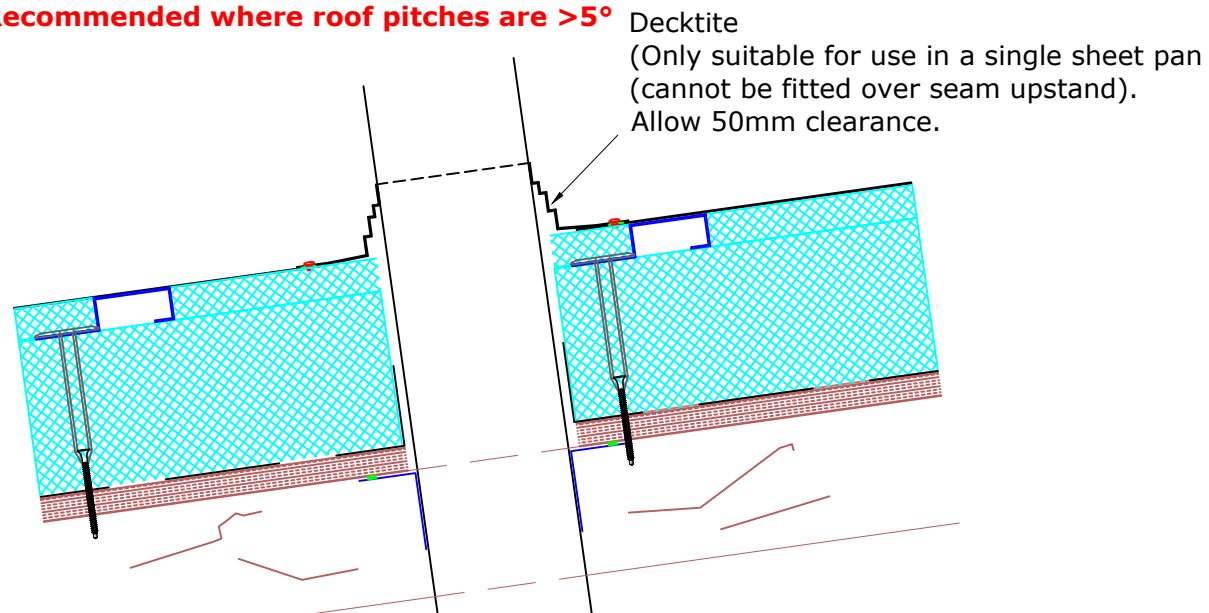 Recommended where roof pitches are >5°
Decktite
(Only suitable for use in a single sheet pan
(cannot be fitted over seam upstand).
Allow 50mm clearance.